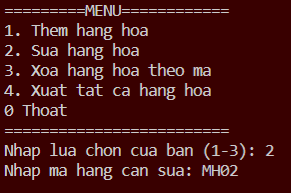 =========MENU============
1. Them hang hoa
2. Sua hang hoa
3. Xoa hang hoa theo ma
4. Xuat tat ca hang hoa
0 Thoat
=========================
Nhap lua chon cua ban (1-3): 2
Nhap ma hang can sua: MH02